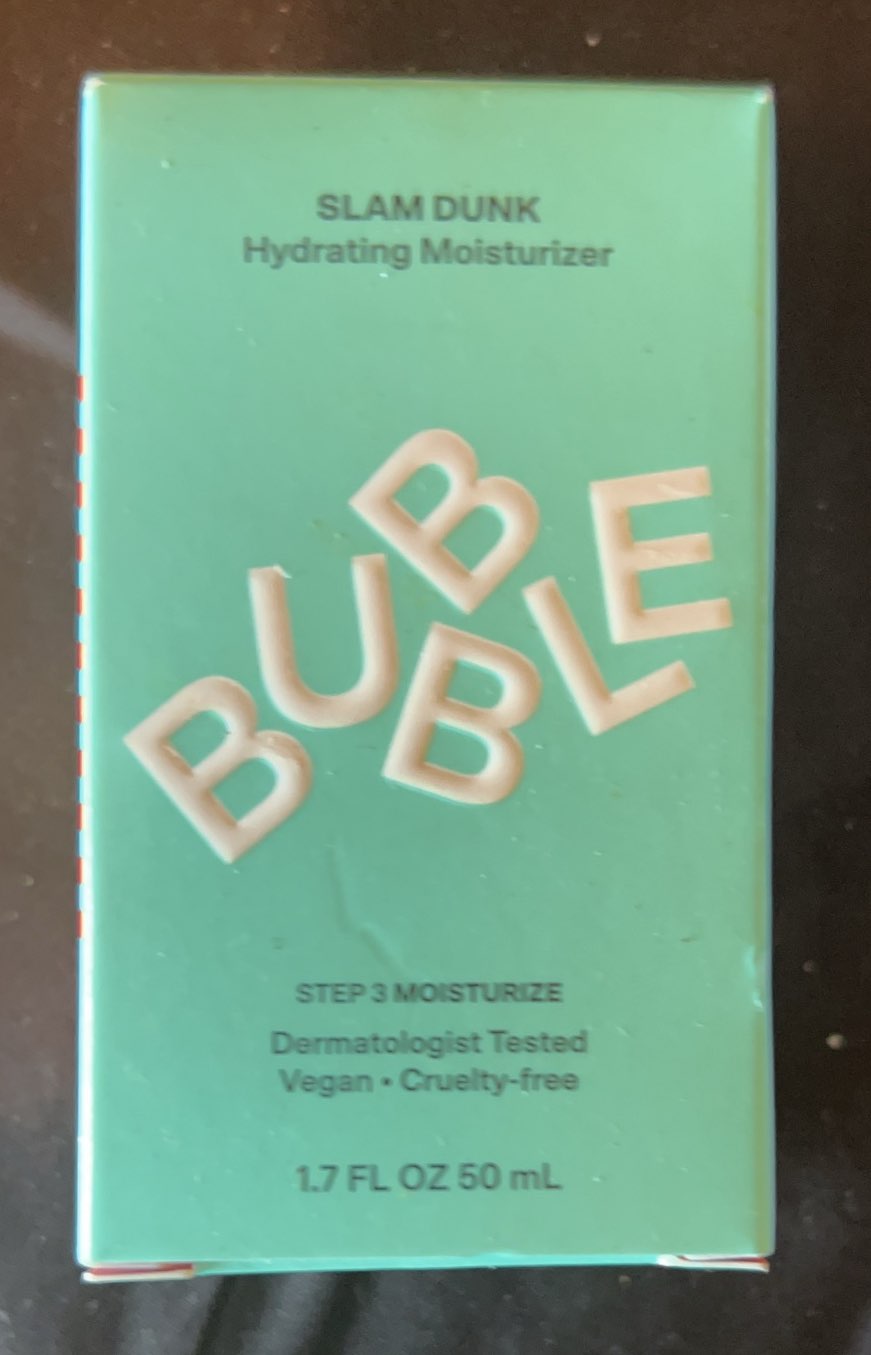 SLAM DUNK
Hydrating Moisturizer
BUBBLE
STEP 3 MOISTURIZE
Dermatologist Tested
Vegan • Cruelty-free
1.7 FL OZ 50 mL